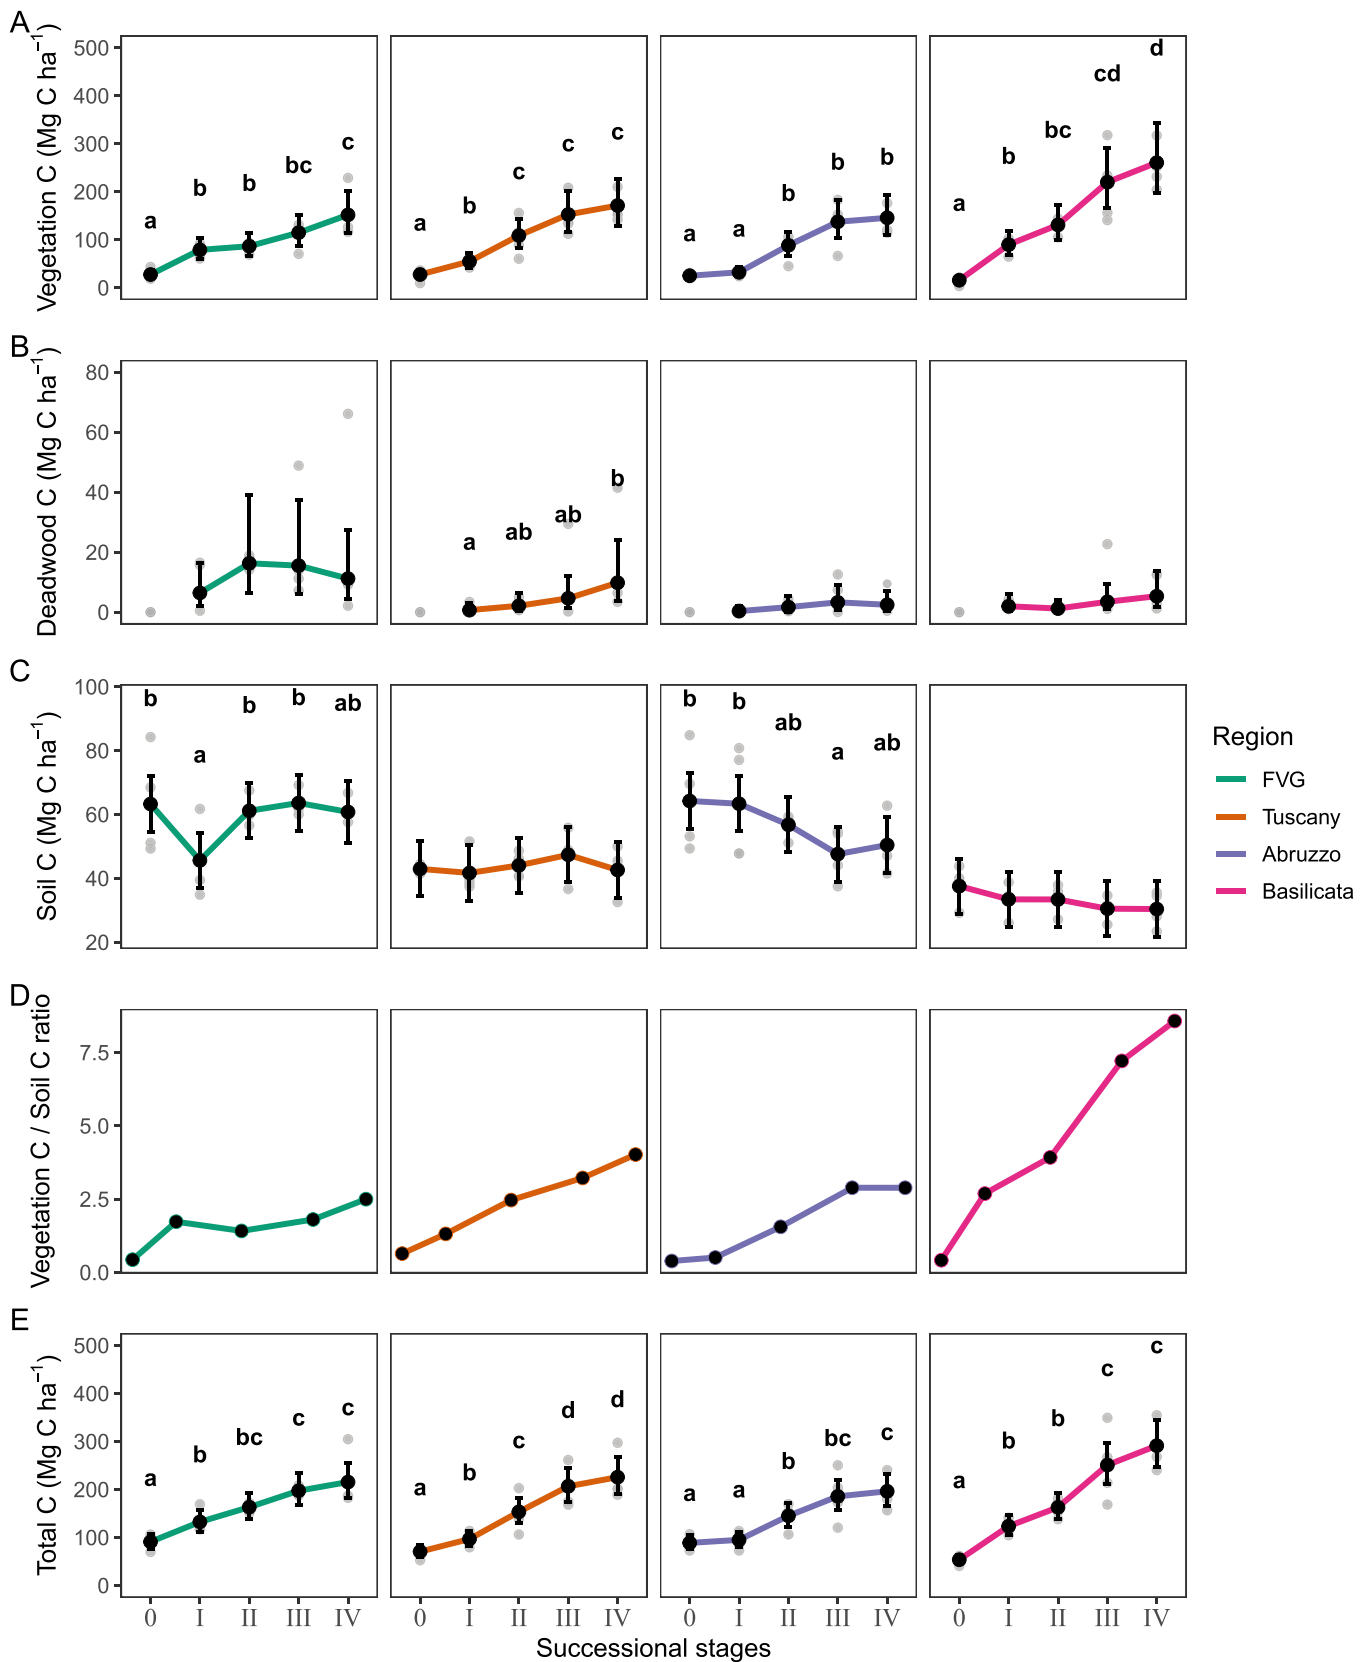 A
Vegetation C (Mg C ha⁻¹)
500
400
300
200
100
0
a b b bc c
a b c c c
a a b b b
a b bc cd d
B
Deadwood C (Mg C ha⁻¹)
80
60
40
20
0
a ab ab b
C
Soil C (Mg C ha⁻¹)
100
80
60
40
20
b a b b ab
b b ab a ab
Region
FVG
Tuscany
Abruzzo
Basilicata
D
Vegetation C / Soil C ratio
7.5
5.0
2.5
0.0
E
Total C (Mg C ha⁻¹)
500
400
300
200
100
0
a b bc c c
a b c d d
a a b bc c
a b b c c
0 I II III IV
0 I II III IV
0 I II III IV
0 I II III IV
Successional stages